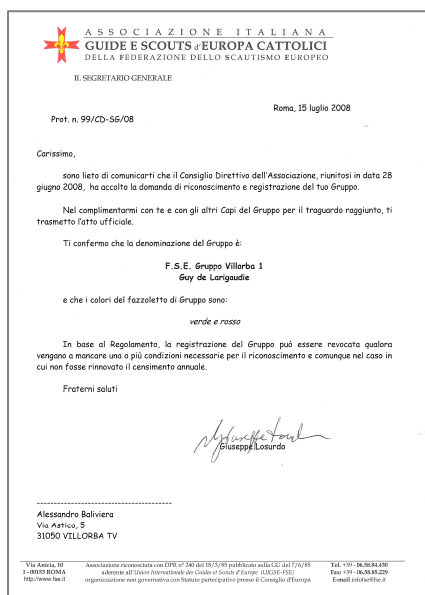 ASSOCIAZIONE ITALIANA
GUIDE E SCOUTS d'EUROPA CATTOLICI
DELLA FEDERAZIONE DELLO SCAUTISMO EUROPEO
IL SEGRETARIO GENERALE
Roma, 15 luglio 2008
Prot. n. 99/CD-SG/08
Carissimo,
sono lieto di comunicarti che il Consiglio Direttivo dell'Associazione, riunitosi in data 28
giugno 2008, ha accolto la domanda di riconoscimento e registrazione del tuo Gruppo.
Nel complimentarmi con te e con gli altri Capi del Gruppo per il traguardo raggiunto, ti
trasmetto l'atto ufficiale.
Ti confermo che la denominazione del Gruppo è:
F.S.E. Gruppo Villorba 1
Guy de Larigaudie
e che i colori del fazzoletto di Gruppo sono:
verde e rosso
In base al Regolamento, la registrazione del Gruppo può essere revocata qualora
vengano a mancare una o più condizioni necessarie per il riconoscimento e comunque nel caso in
cui non fosse rinnovato il censimento annuale.
Fraterni saluti
Giuseppe Losurdo
----------------------------------------
Alessandro Baliviera
Via Astico, 5
31050 VILLORBA TV
Via Anicia, 10
I - 00153 ROMA
http://www.fse.it
Associazione riconosciuta con DPR n° 240 del 18/3/85 pubblicato sulla GU del 7/6/85
aderente all'Union Internationale des Guides et Scouts d'Europe (UIGSE-FSE)
organizzazione non governativa con Statuto partecipativo presso il Consiglio d'Europa
Tel. +39 - 06.58.84.430
Fax: +39 - 06.58.85.229
E-mail infofse@fse.it